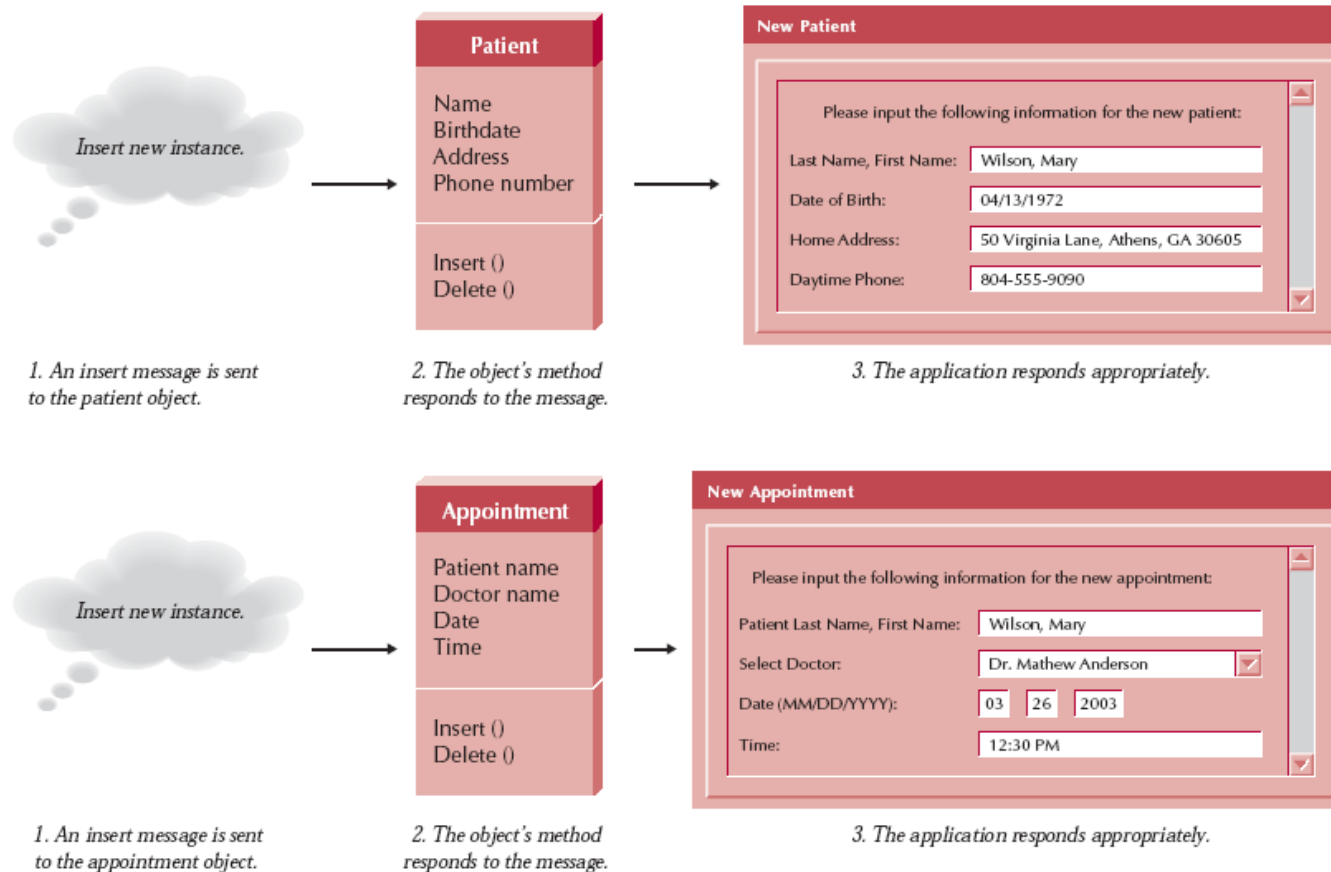 Insert new instance.
Patient
Name
Birthdate
Address
Phone number
Insert ()
Delete ()
New Patient
Please input the following information for the new patient:
Last Name, First Name: Wilson, Mary
Date of Birth: 04/13/1972
Home Address: 50 Virginia Lane, Athens, GA 30605
Daytime Phone: 804-555-9090
1. An insert message is sent
to the patient object.
2. The object's method
responds to the message.
3. The application responds appropriately.
Insert new instance.
Appointment
Patient name
Doctor name
Date
Time
Insert ()
Delete ()
New Appointment
Please input the following information for the new appointment:
Patient Last Name, First Name: Wilson, Mary
Select Doctor: Dr. Mathew Anderson
Date (MM/DD/YYYY): 03 26 2003
Time: 12:30 PM
1. An insert message is sent
to the appointment object.
2. The object's method
responds to the message.
3. The application responds appropriately.